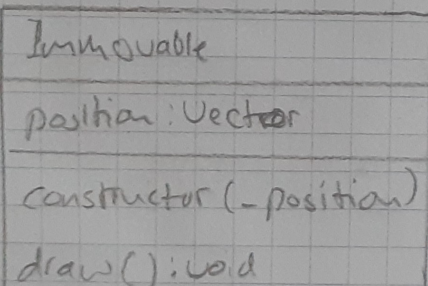 Immovable
position : Vector
constructor (_position)
draw() : void